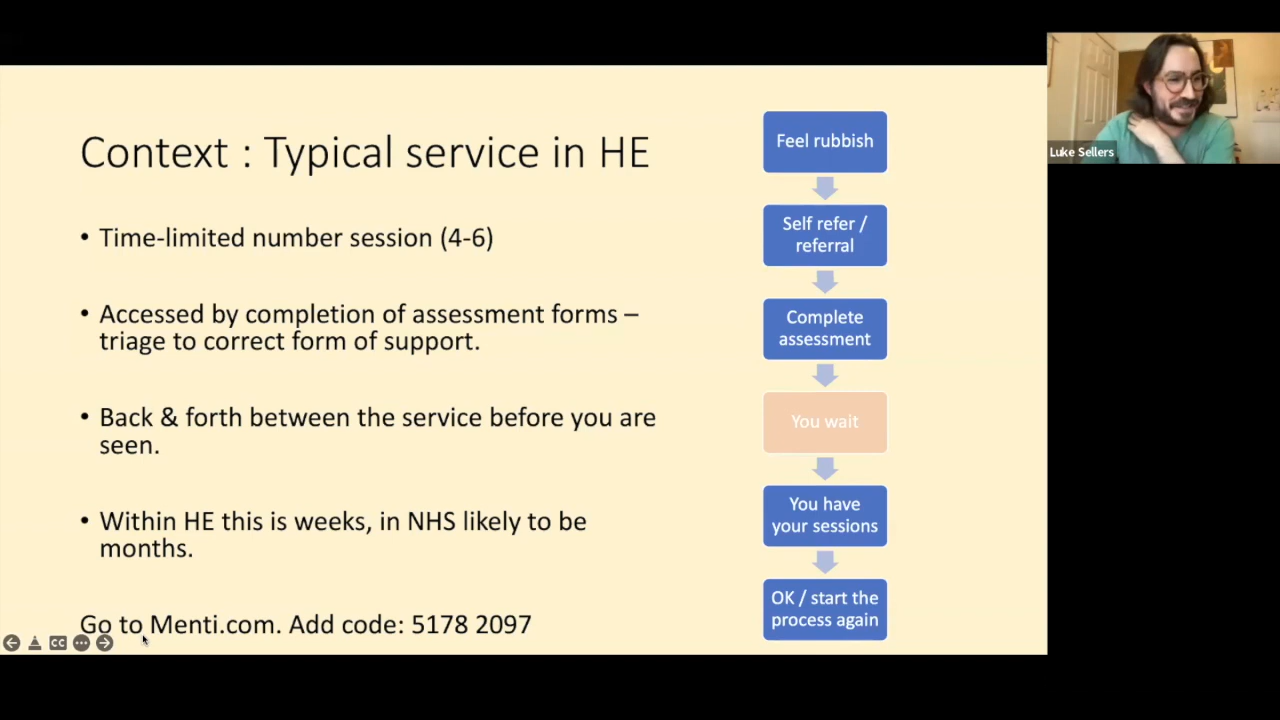 Context : Typical service in HE
• Time-limited number session (4-6)
• Accessed by completion of assessment forms –
triage to correct form of support.
• Back & forth between the service before you are
seen.
• Within HE this is weeks, in NHS likely to be
months.
Go to Menti.com. Add code: 5178 2097
CC
Feel rubbish
Self refer /
referral
Complete
assessment
You wait
You have
your sessions
OK / start the
process again
Luke Sellers